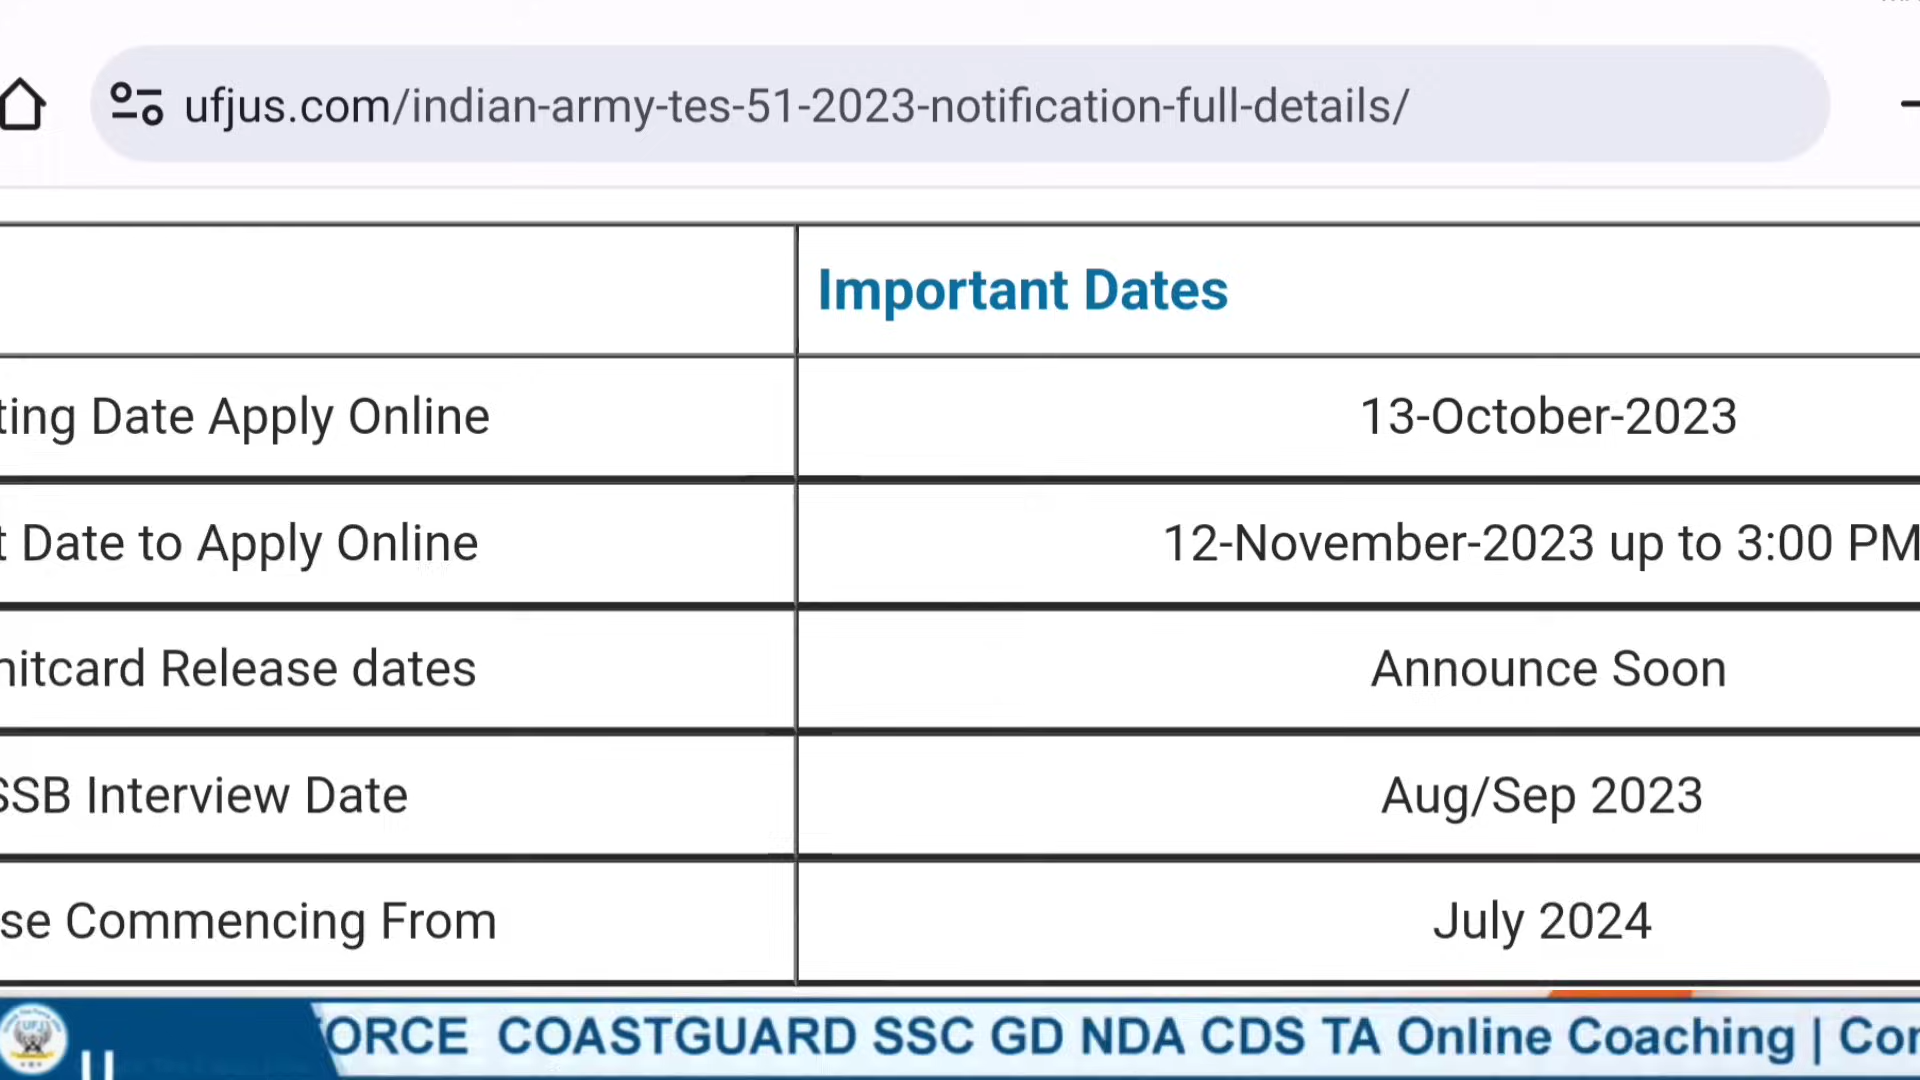 ufjus.com/indian-army-tes-51-2023-notification-full-details/
Important Dates
ting Date Apply Online 13-October-2023
t Date to Apply Online 12-November-2023 up to 3:00 PM
nitcard Release dates Announce Soon
SSB Interview Date Aug/Sep 2023
se Commencing From July 2024
ORCE COASTGUARD SSC GD NDA CDS TA Online Coaching | Con
UFJ
U